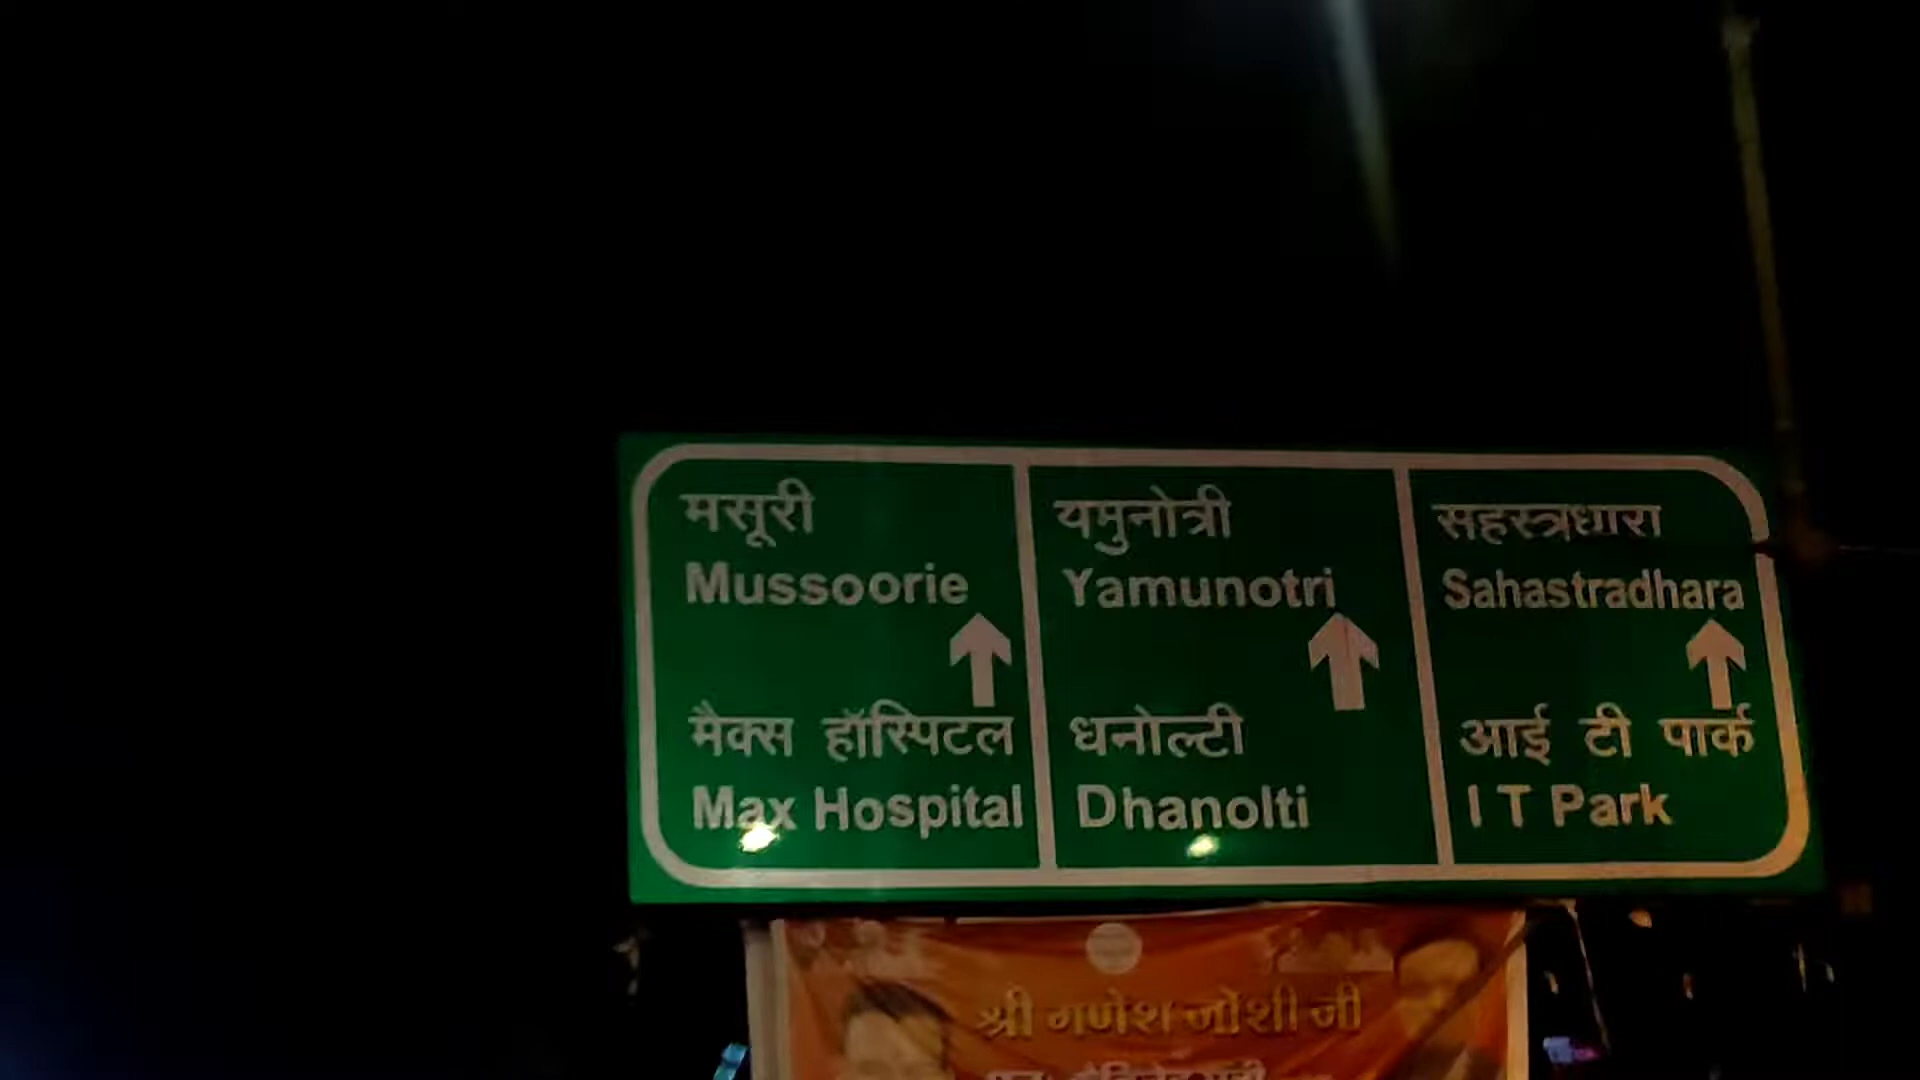 मसूरी
Mussoorie
मैक्स हॉस्पिटल
Max Hospital
यमुनोत्री
Yamunotri
धनोल्टी
Dhanolti
सहस्त्रधारा
Sahastradhara
आई टी पार्क
I T Park
श्री गणेश जोशी जी